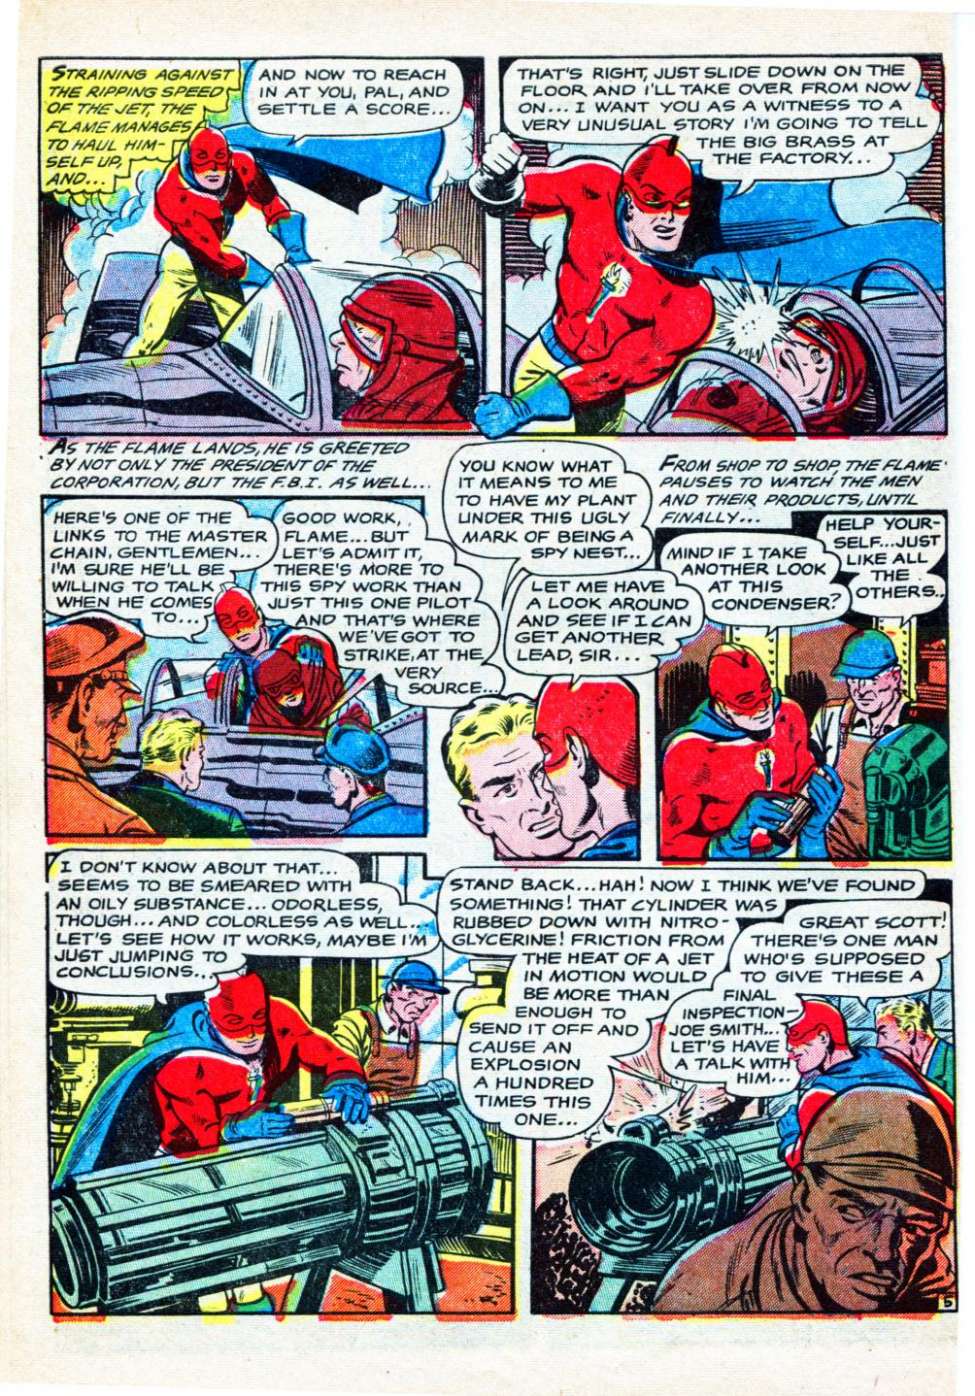 STRAINING AGAINST
THE RIPPING SPEED
OF THE JET, THE
FLAME MANAGES
TO HAUL HIM-
SELF UP,
AND...
AND NOW TO REACH
IN AT YOU, PAL, AND
SETTLE A SCORE...
THAT'S RIGHT, JUST SLIDE DOWN ON THE
FLOOR AND I'LL TAKE OVER FROM NOW
ON... I WANT YOU AS A WITNESS TO A
VERY UNUSUAL STORY I'M GOING TO TELL
THE BIG BRASS AT
THE FACTORY...
AS THE FLAME LANDS, HE IS GREETED
BY NOT ONLY THE PRESIDENT OF THE
CORPORATION, BUT THE F.B.I. AS WELL...
HERE'S ONE OF THE
LINKS TO THE MASTER
CHAIN, GENTLEMEN...
I'M SURE HE'LL BE
WILLING TO TALK
WHEN HE COMES
TO...
GOOD WORK,
FLAME... BUT
LET'S ADMIT IT,
THERE'S MORE TO
THIS SPY WORK THAN
JUST THIS ONE PILOT
AND THAT'S WHERE
WE'VE GOT TO
STRIKE, AT THE
VERY
SOURCE...
YOU KNOW WHAT
IT MEANS TO ME
TO HAVE MY PLANT
UNDER THIS UGLY
MARK OF BEING A
SPY NEST...
LET ME HAVE
A LOOK AROUND
AND SEE IF I CAN
GET ANOTHER
LEAD, SIR...
FROM SHOP TO SHOP, THE FLAME
PAUSES TO WATCH THE MEN
AND THEIR PRODUCTS, UNTIL
FINALLY...
MIND IF I TAKE
ANOTHER LOOK
AT THIS
CONDENSER?
HELP YOUR-
SELF...JUST
LIKE ALL
THE
OTHERS..
I DON'T KNOW ABOUT THAT...
SEEMS TO BE SMEARED WITH
AN OILY SUBSTANCE... ODORLESS,
THOUGH... AND COLORLESS AS WELL...
LET'S SEE HOW IT WORKS, MAYBE I'M
JUST JUMPING TO
CONCLUSIONS...
STAND BACK...HAH! NOW I THINK WE'VE FOUND
SOMETHING! THAT CYLINDER WAS
RUBBED DOWN WITH NITRO-
GLYCERINE! FRICTION FROM
THE HEAT OF A JET
IN MOTION WOULD
BE MORE THAN
ENOUGH TO
SEND IT OFF AND
CAUSE AN
EXPLOSION
A HUNDRED
TIMES THIS
ONE...
GREAT SCOTT!
THERE'S ONE MAN
WHO'S SUPPOSED
TO GIVE THESE A
FINAL
INSPECTION-
JOE SMITH...
LET'S HAVE
A TALK WITH
HIM...
5